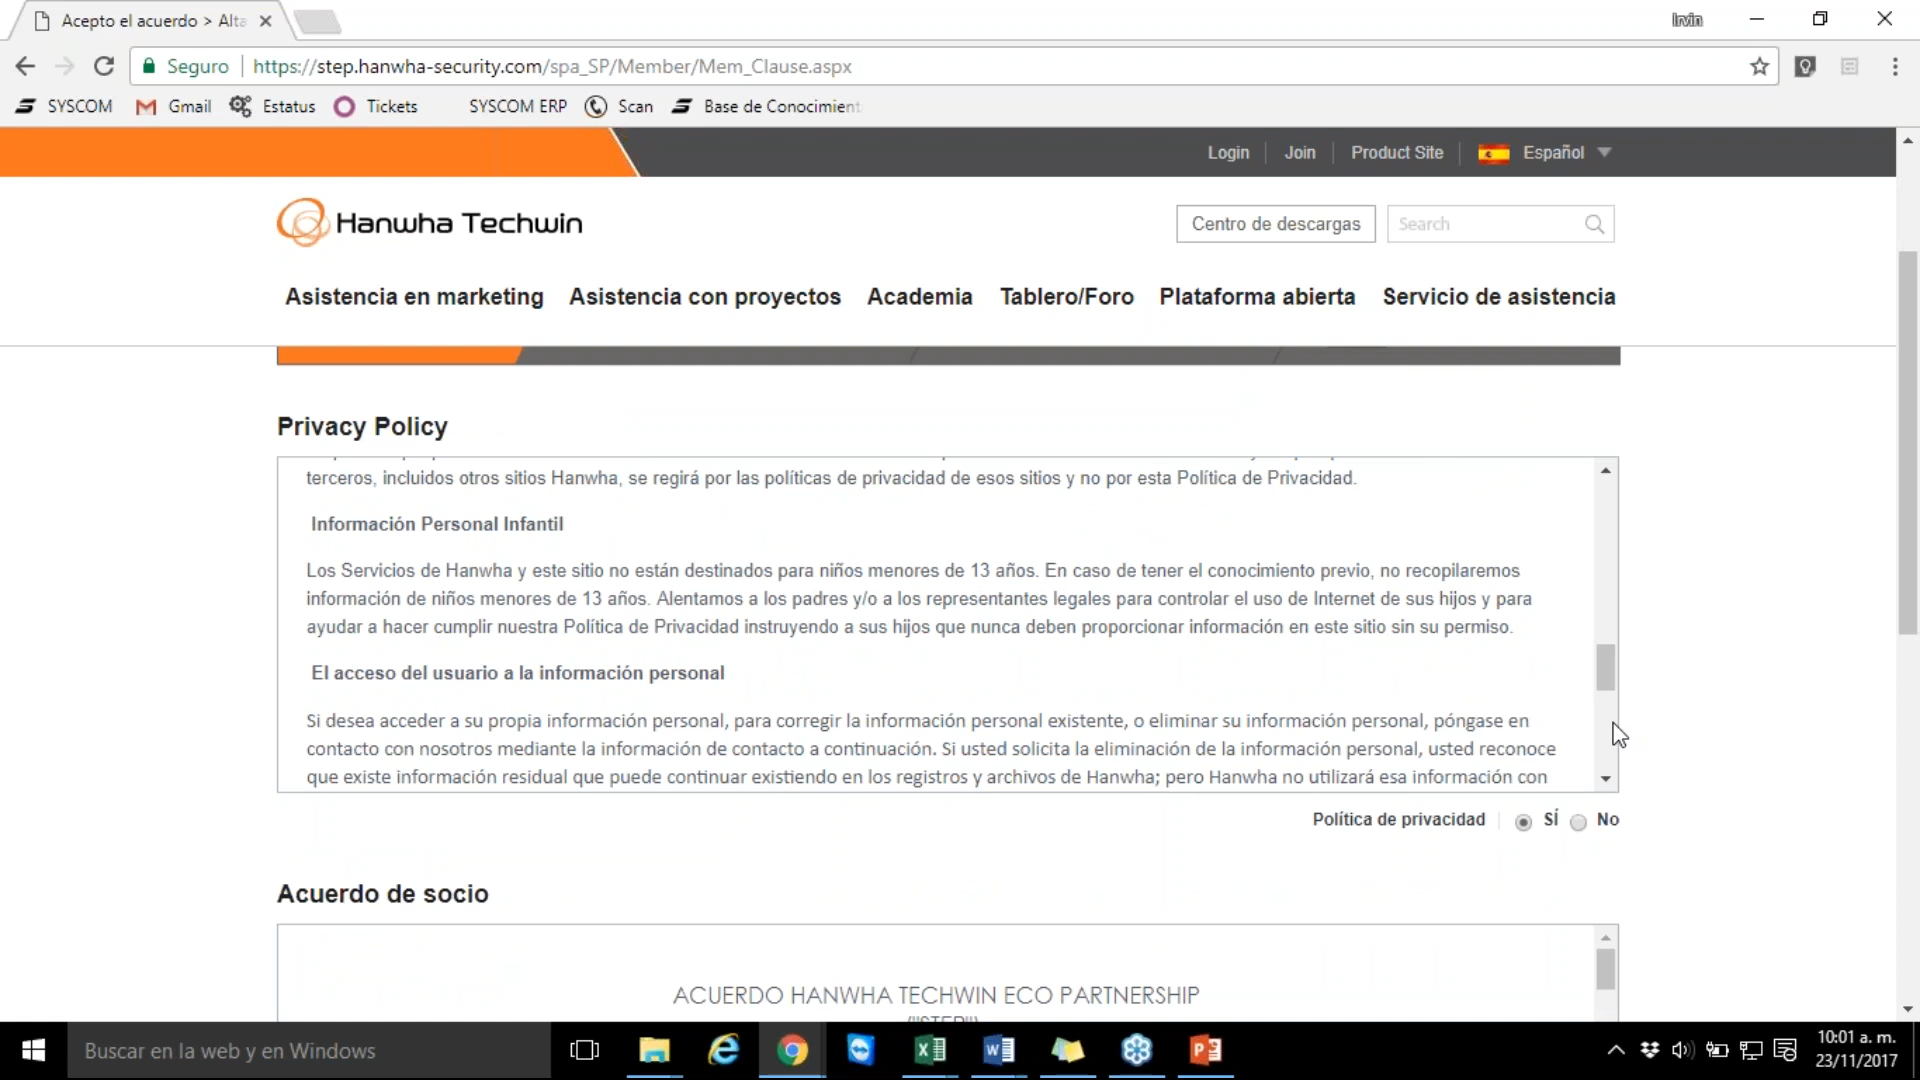 Acepto el acuerdo > Alta
Irvin
Seguro
https://step.hanwha-security.com/spa_SP/Member/Mem_Clause.aspx
SYSCOM Gmail Estatus Tickets SYSCOM ERP Scan Base de Conocimient
Login Join Product Site Español
Hanwha Techwin
Centro de descargas Search
Asistencia en marketing Asistencia con proyectos Academia Tablero/Foro Plataforma abierta Servicio de asistencia
Privacy Policy
terceros, incluidos otros sitios Hanwha, se regirá por las políticas de privacidad de esos sitios y no por esta Política de Privacidad.
Información Personal Infantil
Los Servicios de Hanwha y este sitio no están destinados para niños menores de 13 años. En caso de tener el conocimiento previo, no recopilaremos
información de niños menores de 13 años. Alentamos a los padres y/o a los representantes legales para controlar el uso de Internet de sus hijos y para
ayudar a hacer cumplir nuestra Política de Privacidad instruyendo a sus hijos que nunca deben proporcionar información en este sitio sin su permiso.
El acceso del usuario a la información personal
Si desea acceder a su propia información personal, para corregir la información personal existente, o eliminar su información personal, póngase en
contacto con nosotros mediante la información de contacto a continuación. Si usted solicita la eliminación de la información personal, usted reconoce
que existe información residual que puede continuar existiendo en los registros y archivos de Hanwha; pero Hanwha no utilizará esa información con
Política de privacidad SÍ No
Acuerdo de socio
ACUERDO HANWHA TECHWIN ECO PARTNERSHIP
("STEP")
Buscar en la web y en Windows
10:01 a. m.
23/11/2017